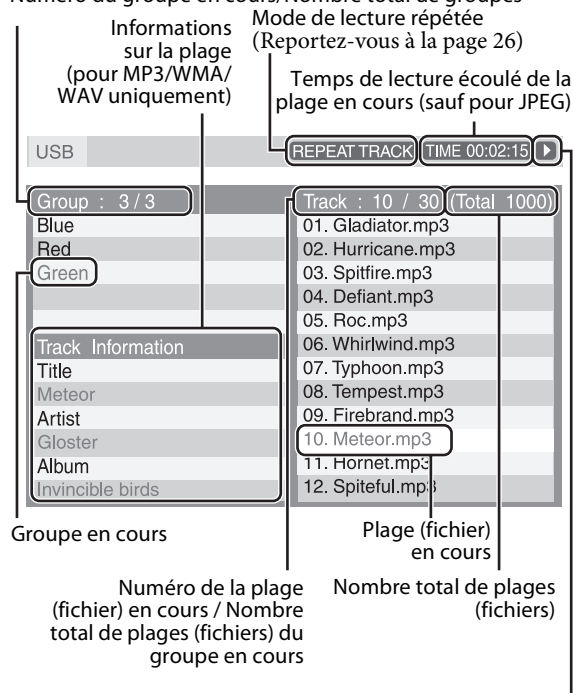 Numéro du groupe en cours/Nombre total de groupes
Informations
sur la plage
(pour MP3/WMA/
WAV uniquement)
Mode de lecture répétée
(Reportez-vous à la page 26)
Temps de lecture écoulé de la
plage en cours (sauf pour JPEG)
USB
REPEAT TRACK
TIME 00:02:15
Group : 3 / 3
Blue
Red
Green
Track Information
Title
Meteor
Artist
Gloster
Album
Invincible birds
Track : 10 / 30 (Total 1000)
01. Gladiator.mp3
02. Hurricane.mp3
03. Spitfire.mp3
04. Defiant.mp3
05. Roc.mp3
06. Whirlwind.mp3
07. Typhoon.mp3
08. Tempest.mp3
09. Firebrand.mp3
10. Meteor.mp3
11. Hornet.mp3
12. Spiteful.mp3
Groupe en cours
Plage (fichier)
en cours
Numéro de la plage
(fichier) en cours / Nombre
total de plages (fichiers) du
groupe en cours
Nombre total de plages
(fichiers)